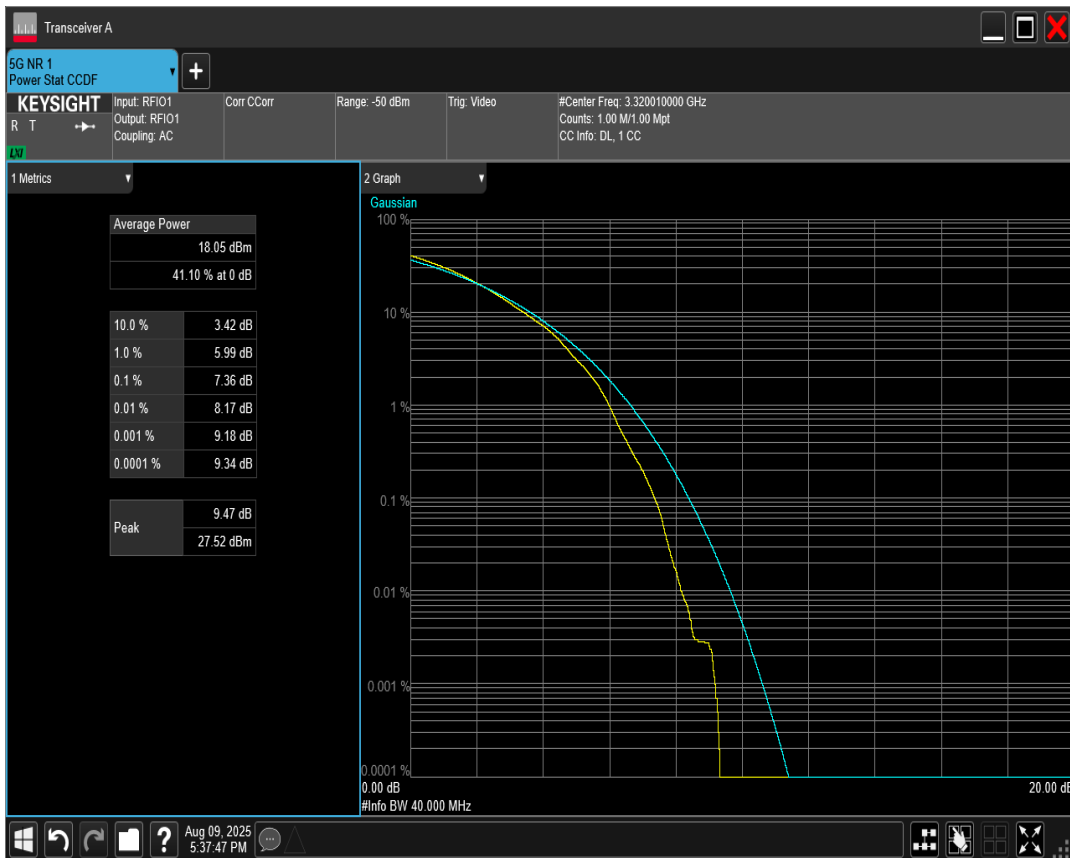 Transceiver A
5G NR 1
Power Stat CCDF
KEYSIGHT
R T
LXI
Input: RFIO1
Output: RFIO1
Coupling: AC
Corr CCorr
Range: -50 dBm
Trig: Video
#Center Freq: 3.320010000 GHz
Counts: 1.00 M/1.00 Mpt
CC Info: DL, 1 CC
1 Metrics
Average Power
18.05 dBm
41.10 % at 0 dB
10.0 % 3.42 dB
1.0 % 5.99 dB
0.1 % 7.36 dB
0.01 % 8.17 dB
0.001 % 9.18 dB
0.0001 % 9.34 dB
Peak
9.47 dB
27.52 dBm
2 Graph
Gaussian
100 %
10 %
1 %
0.1 %
0.01 %
0.001 %
0.0001 %
0.00 dB 20.00 dB
#Info BW 40.000 MHz
Aug 09, 2025
5:37:47 PM